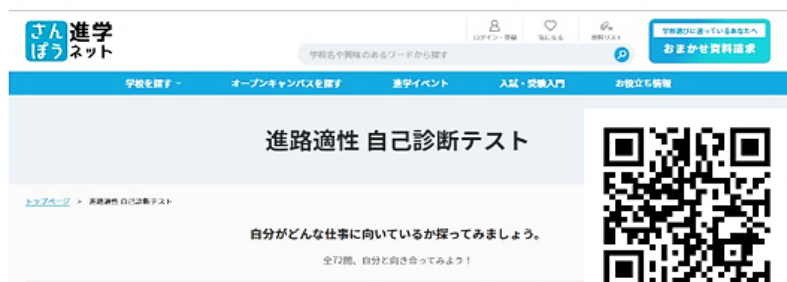 さんぽう進学ネット
ログイン・登録 気になる 資料リスト
学校選びに迷っているあなたへ
おまかせ資料請求
学校名や興味のあるワードから探す
学校を探す オープンキャンパスを探す 進学イベント 入試・受験入門 お役立ち情報
進路適性 自己診断テスト
トップページ > 進路適性 自己診断テスト
自分がどんな仕事に向いているか探ってみましょう。
全72問、自分と向き合ってみよう！